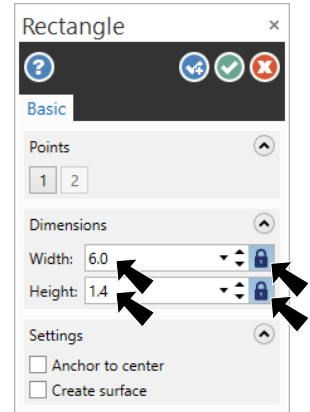 Rectangle ×
?
Basic
Points
1 2
Dimensions
Width: 6.0
Height: 1.4
Settings
Anchor to center
Create surface